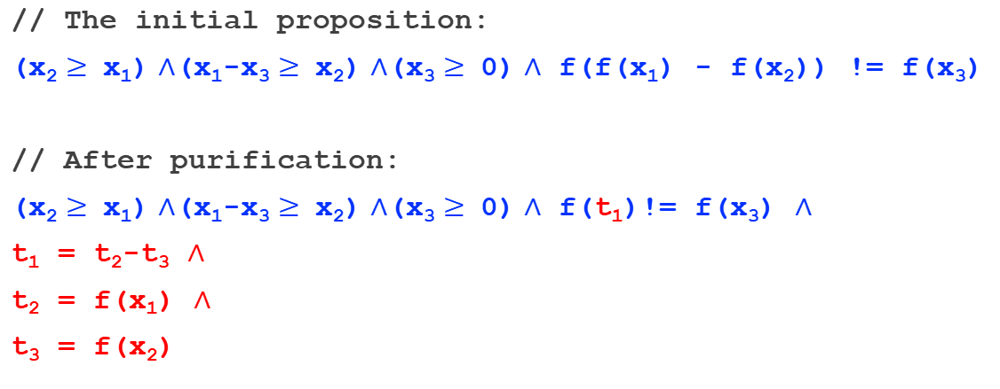 // The initial proposition:
(x₂ ≥ x₁) ∧(x₁-x₃ ≥ x₂) ∧(x₃ ≥ 0) ∧ f(f(x₁) - f(x₂)) != f(x₃)
// After purification:
(x₂ ≥ x₁) ∧(x₁-x₃ ≥ x₂) ∧(x₃ ≥ 0) ∧ f(t₁)!= f(x₃) ∧
t₁ = t₂-t₃ ∧
t₂ = f(x₁) ∧
t₃ = f(x₂)